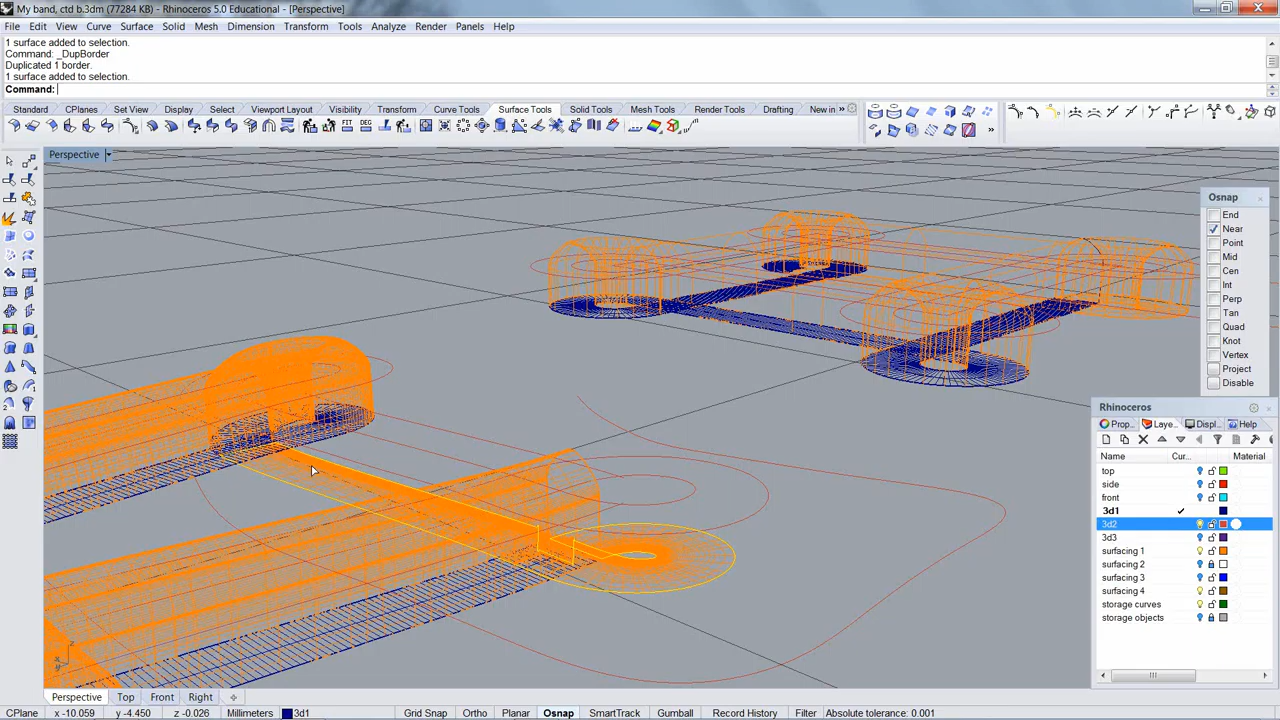 My band, ctd b.3dm (77284 KB) - Rhinoceros 5.0 Educational - [Perspective]
File Edit View Curve Surface Solid Mesh Dimension Transform Tools Analyze Render Panels Help
1 surface added to selection.
Command: _DupBorder
Duplicated 1 border.
1 surface added to selection.
Command:
Standard CPlanes Set View Display Select Viewport Layout Visibility Transform Curve Tools Surface Tools Solid Tools Mesh Tools Render Tools Drafting New in »
FIT DEG
Perspective
Osnap
End
Near
Point
Mid
Cen
Int
Perp
Tan
Quad
Knot
Vertex
Project
Disable
Rhinoceros
Prop... Laye... Displ... Help
Name Cur... Material
top
side
front
3d1
3d2
3d3
surfacing 1
surfacing 2
surfacing 3
surfacing 4
storage curves
storage objects
Perspective Top Front Right
CPlane x -10.059 y -4.450 z -0.026 Millimeters 3d1 Grid Snap Ortho Planar Osnap SmartTrack Gumball Record History Filter Absolute tolerance: 0.001